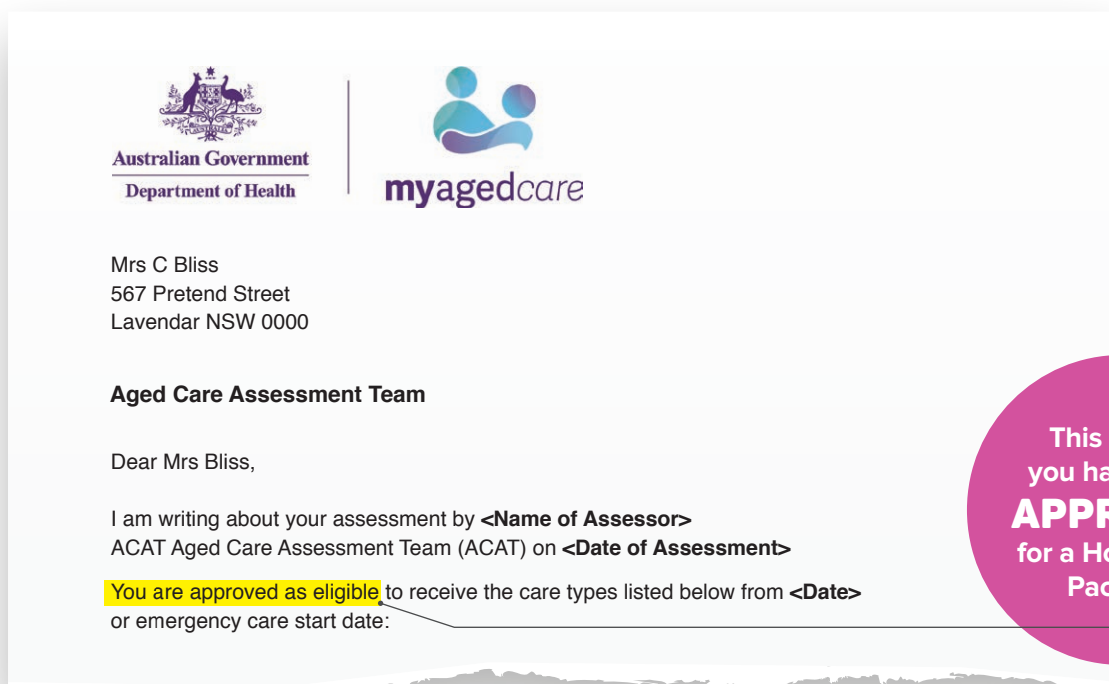 Australian Government
Department of Health
myagedcare
Mrs C Bliss
567 Pretend Street
Lavendar NSW 0000
Aged Care Assessment Team
Dear Mrs Bliss,
I am writing about your assessment by <Name of Assessor>
ACAT Aged Care Assessment Team (ACAT) on <Date of Assessment>
You are approved as eligible to receive the care types listed below from <Date>
or emergency care start date:
This
you
for a